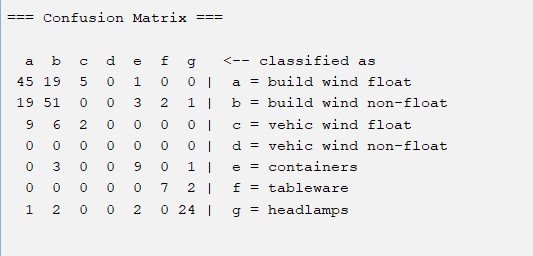 === Confusion Matrix ===
a b c d e f g <-- classified as
45 19 5 0 1 0 0 | a = build wind float
19 51 0 0 3 2 1 | b = build wind non-float
9 6 2 0 0 0 0 | c = vehic wind float
0 0 0 0 0 0 0 | d = vehic wind non-float
0 3 0 0 9 0 1 | e = containers
0 0 0 0 0 7 2 | f = tableware
1 2 0 0 2 0 24 | g = headlamps